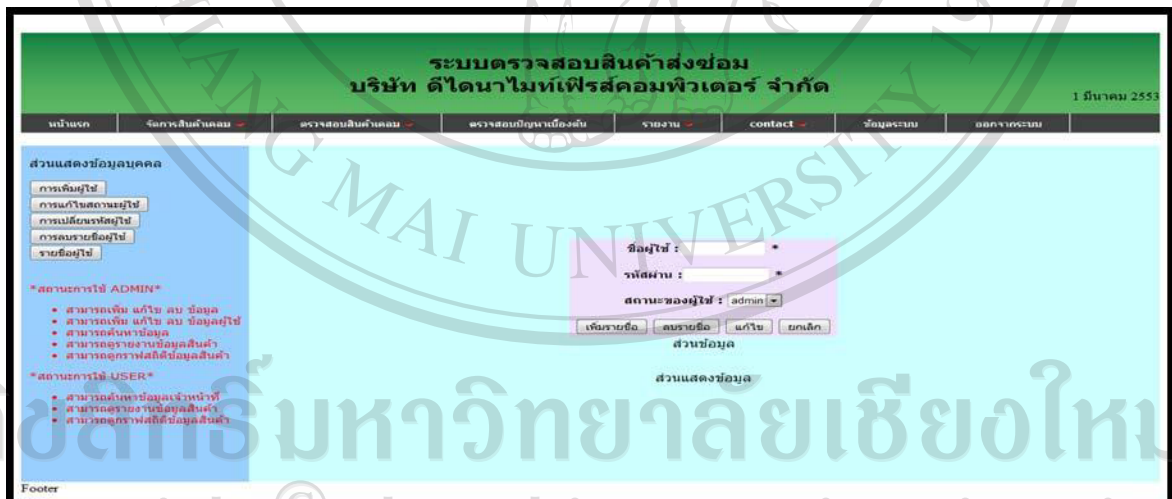 ระบบตรวจสอบสินค้าส่งซ่อม
บริษัท ดีไดนาไมท์เฟิรส์คอมพิวเตอร์ จำกัด
1 มีนาคม 2553
หน้าแรก จัดการสินค้าเคลม ตรวจสอบสินค้าเคลม ตรวจสอบปัญหาเบื้องต้น รายงาน contact ข้อมูลระบบ ออกจากระบบ
ส่วนแสดงข้อมูลบุคคล
การเพิ่มผู้ใช้
การแก้ไขสถานะผู้ใช้
การเปลี่ยนรหัสผู้ใช้
การลบรายชื่อผู้ใช้
รายชื่อผู้ใช้
*สถานะการใช้ ADMIN*
สามารถเพิ่ม แก้ไข ลบ ข้อมูล
สามารถเพิ่ม แก้ไข ลบ ข้อมูลผู้ใช้
สามารถค้นหาข้อมูล
สามารถดูรายงานข้อมูลสินค้า
สามารถดูกราฟสถิติข้อมูลสินค้า
*สถานะการใช้ USER*
สามารถค้นหาข้อมูลเจ้าหน้าที่
สามารถดูรายงานข้อมูลสินค้า
สามารถดูกราฟสถิติข้อมูลสินค้า
ชื่อผู้ใช้ : *
รหัสผ่าน : *
สถานะของผู้ใช้ : admin
เพิ่มรายชื่อ ลบรายชื่อ แก้ไข ยกเลิก
ส่วนข้อมูล
ส่วนแสดงข้อมูล
Footer
MAI UNIVERSITY
ขสิทธิ์มหาวิทยาลัยเชียงใหม่